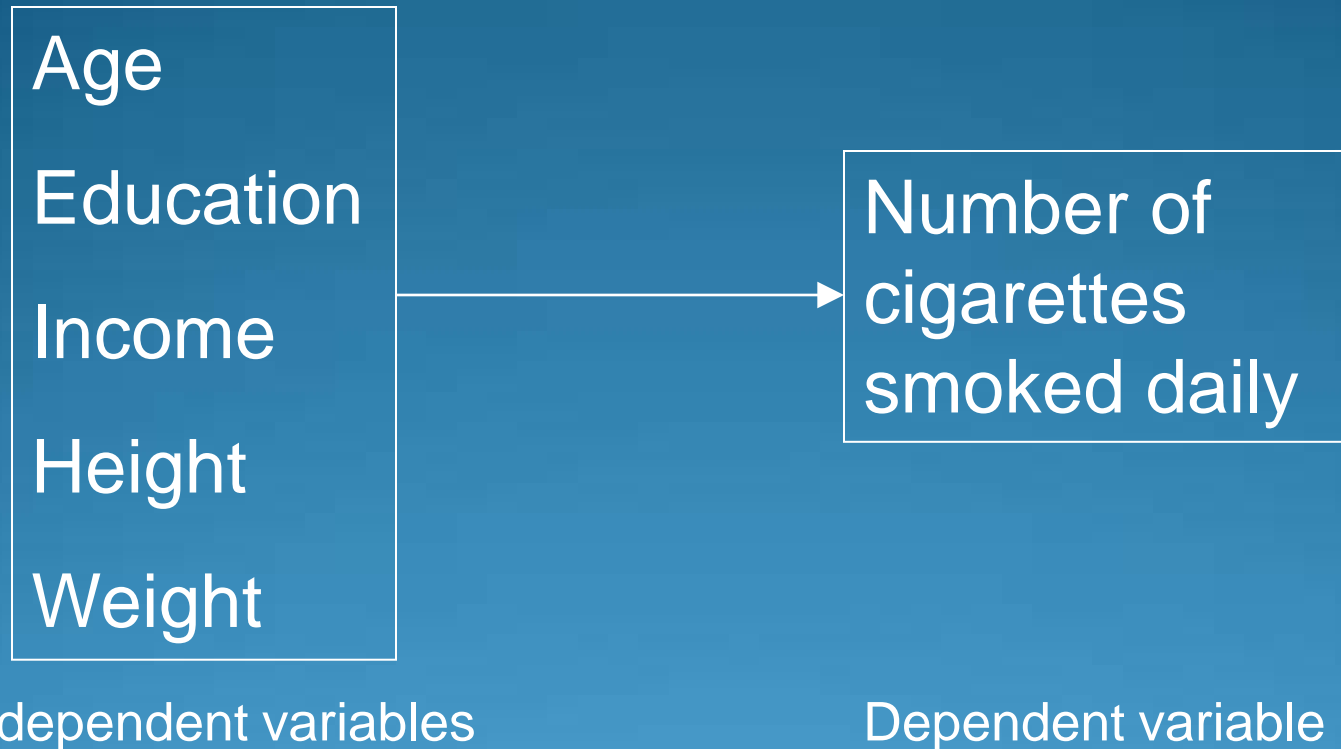 Age
Education
Income
Height
Weight
Number of
cigarettes
smoked daily
dependent variables
Dependent variable